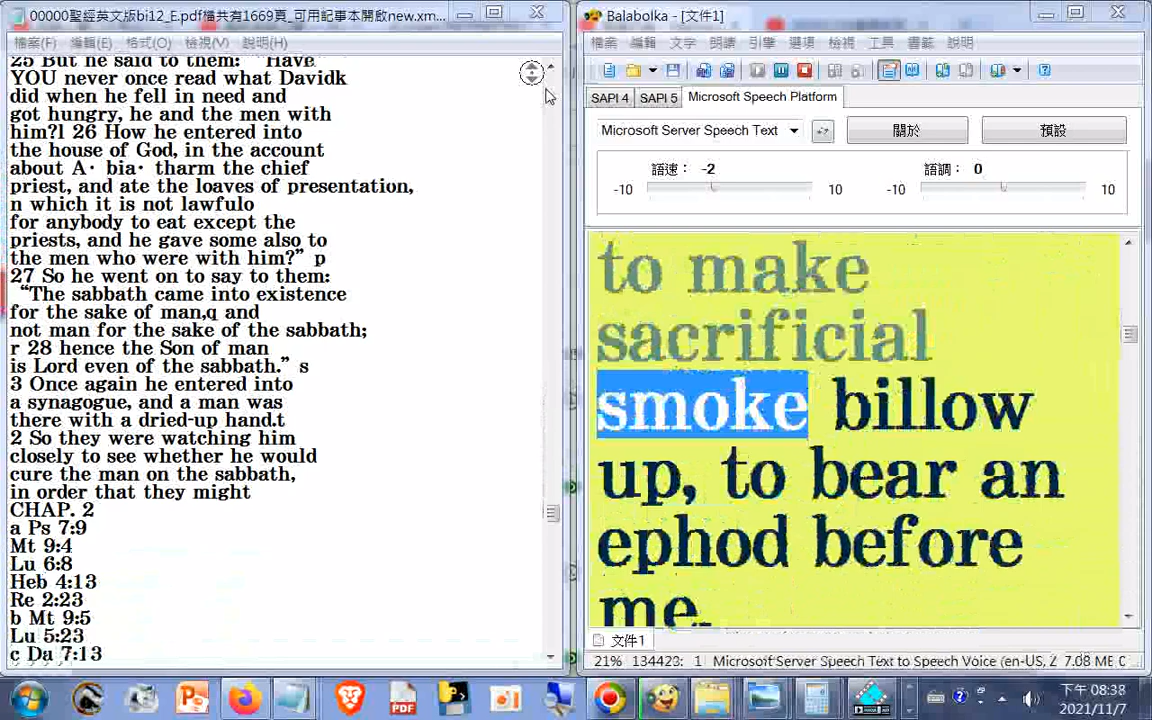 00000聖經英文版bi12_E.pdf檔共有1669頁_可用記事本開啟new.xm...
檔案(F) 編輯(E) 格式(O) 檢視(V) 說明(H)
25 But he said to them: “Have
YOU never once read what Davidk
did when he fell in need and
got hungry, he and the men with
him?l 26 How he entered into
the house of God, in the account
about A· bia· tharm the chief
priest, and ate the loaves of presentation,
n which it is not lawfulo
for anybody to eat except the
priests, and he gave some also to
the men who were with him?” p
27 So he went on to say to them:
“The sabbath came into existence
for the sake of man,q and
not man for the sake of the sabbath;
r 28 hence the Son of man
is Lord even of the sabbath.” s
3 Once again he entered into
a synagogue, and a man was
there with a dried-up hand.t
2 So they were watching him
closely to see whether he would
cure the man on the sabbath,
in order that they might
CHAP. 2
a Ps 7:9
Mt 9:4
Lu 6:8
Heb 4:13
Re 2:23
b Mt 9:5
Lu 5:23
c Da 7:13
Balabolka - [文件1]
檔案 編輯 文字 朗讀 引擎 選項 檢視 工具 書籤 說明
SAPI 4 SAPI 5 Microsoft Speech Platform
Microsoft Server Speech Text 關於 預設
語速： -2 語調： 0
-10 10 -10 10
to make
sacrificial
smoke billow
up, to bear an
ephod before
me.
文件1
21% 134423: 1 Microsoft Server Speech Text to Speech Voice (en-US, Z 7.08 ME C
PDF
下午 08:38
2021/11/7